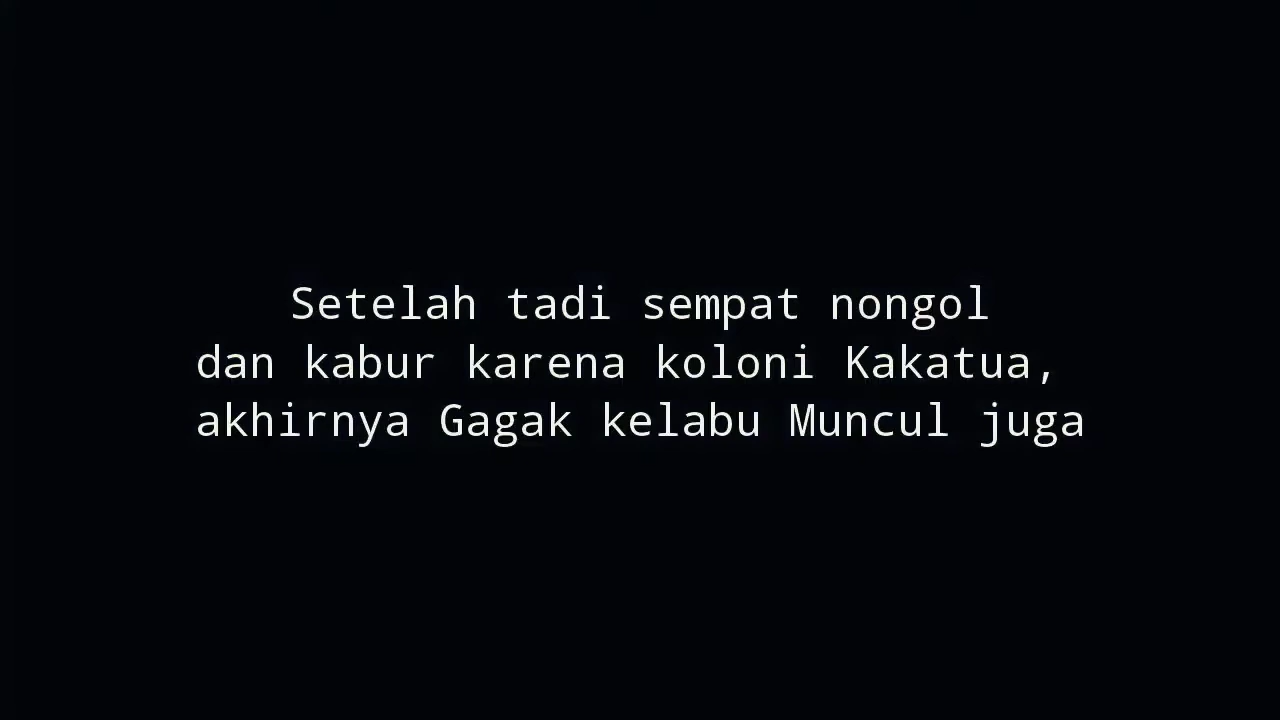 Setelah tadi sempat nongol
dan kabur karena koloni Kakatua,
akhirnya Gagak kelabu Muncul juga